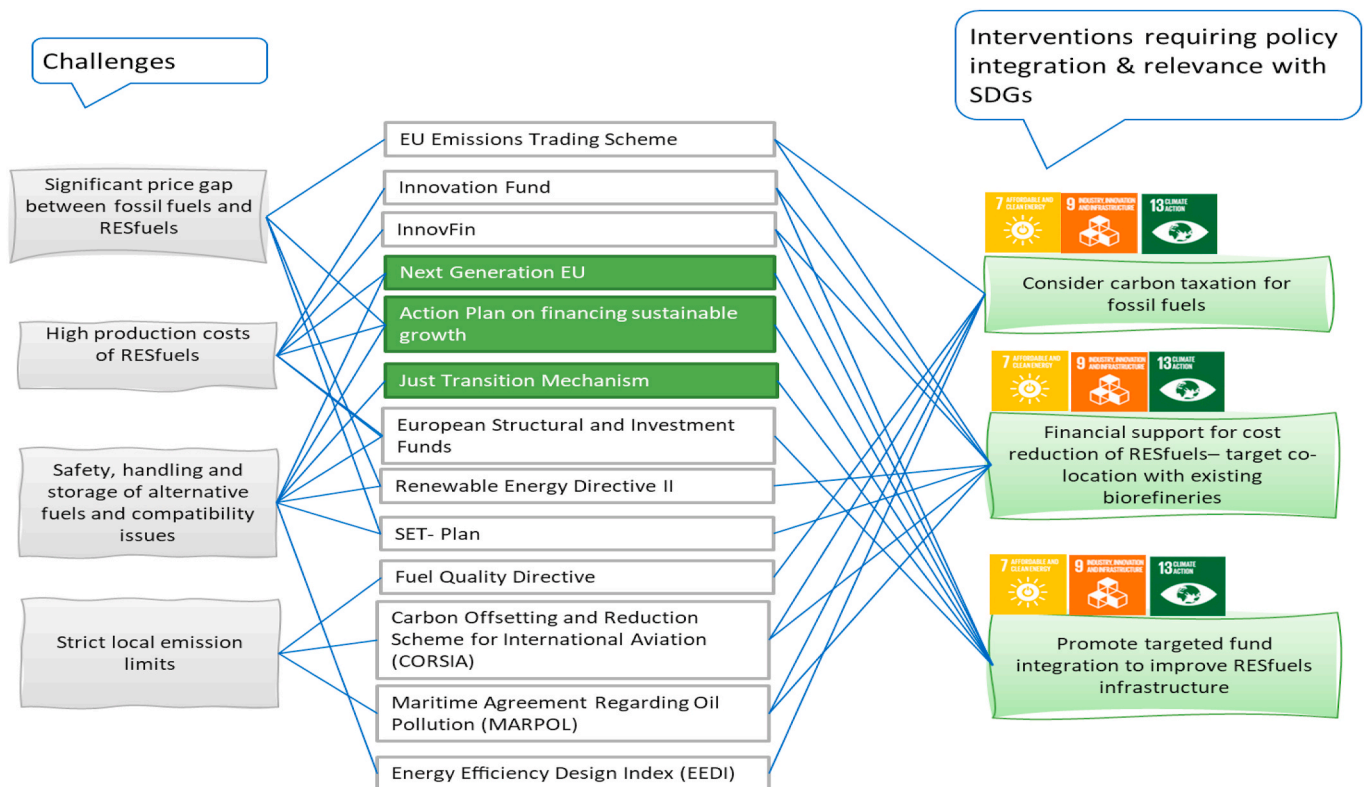 Challenges
Interventions requiring policy
integration & relevance with
SDGs
Significant price gap
between fossil fuels and
RESfuels
High production costs
of RESfuels
Safety, handling and
storage of alternative
fuels and compatibility
issues
Strict local emission
limits
EU Emissions Trading Scheme
Innovation Fund
InnovFin
Next Generation EU
Action Plan on financing sustainable
growth
Just Transition Mechanism
European Structural and Investment
Funds
Renewable Energy Directive II
SET- Plan
Fuel Quality Directive
Carbon Offsetting and Reduction
Scheme for International Aviation
(CORSIA)
Maritime Agreement Regarding Oil
Pollution (MARPOL)
Energy Efficiency Design Index (EEDI)
7 AFFORDABLE AND
CLEAN ENERGY
9 INDUSTRY, INNOVATION
AND INFRASTRUCTURE
13 CLIMATE
ACTION
Consider carbon taxation for
fossil fuels
7 AFFORDABLE AND
CLEAN ENERGY
9 INDUSTRY, INNOVATION
AND INFRASTRUCTURE
13 CLIMATE
ACTION
Financial support for cost
reduction of RESfuels– target co-
location with existing
biorefineries
7 AFFORDABLE AND
CLEAN ENERGY
9 INDUSTRY, INNOVATION
AND INFRASTRUCTURE
13 CLIMATE
ACTION
Promote targeted fund
integration to improve RESfuels
infrastructure